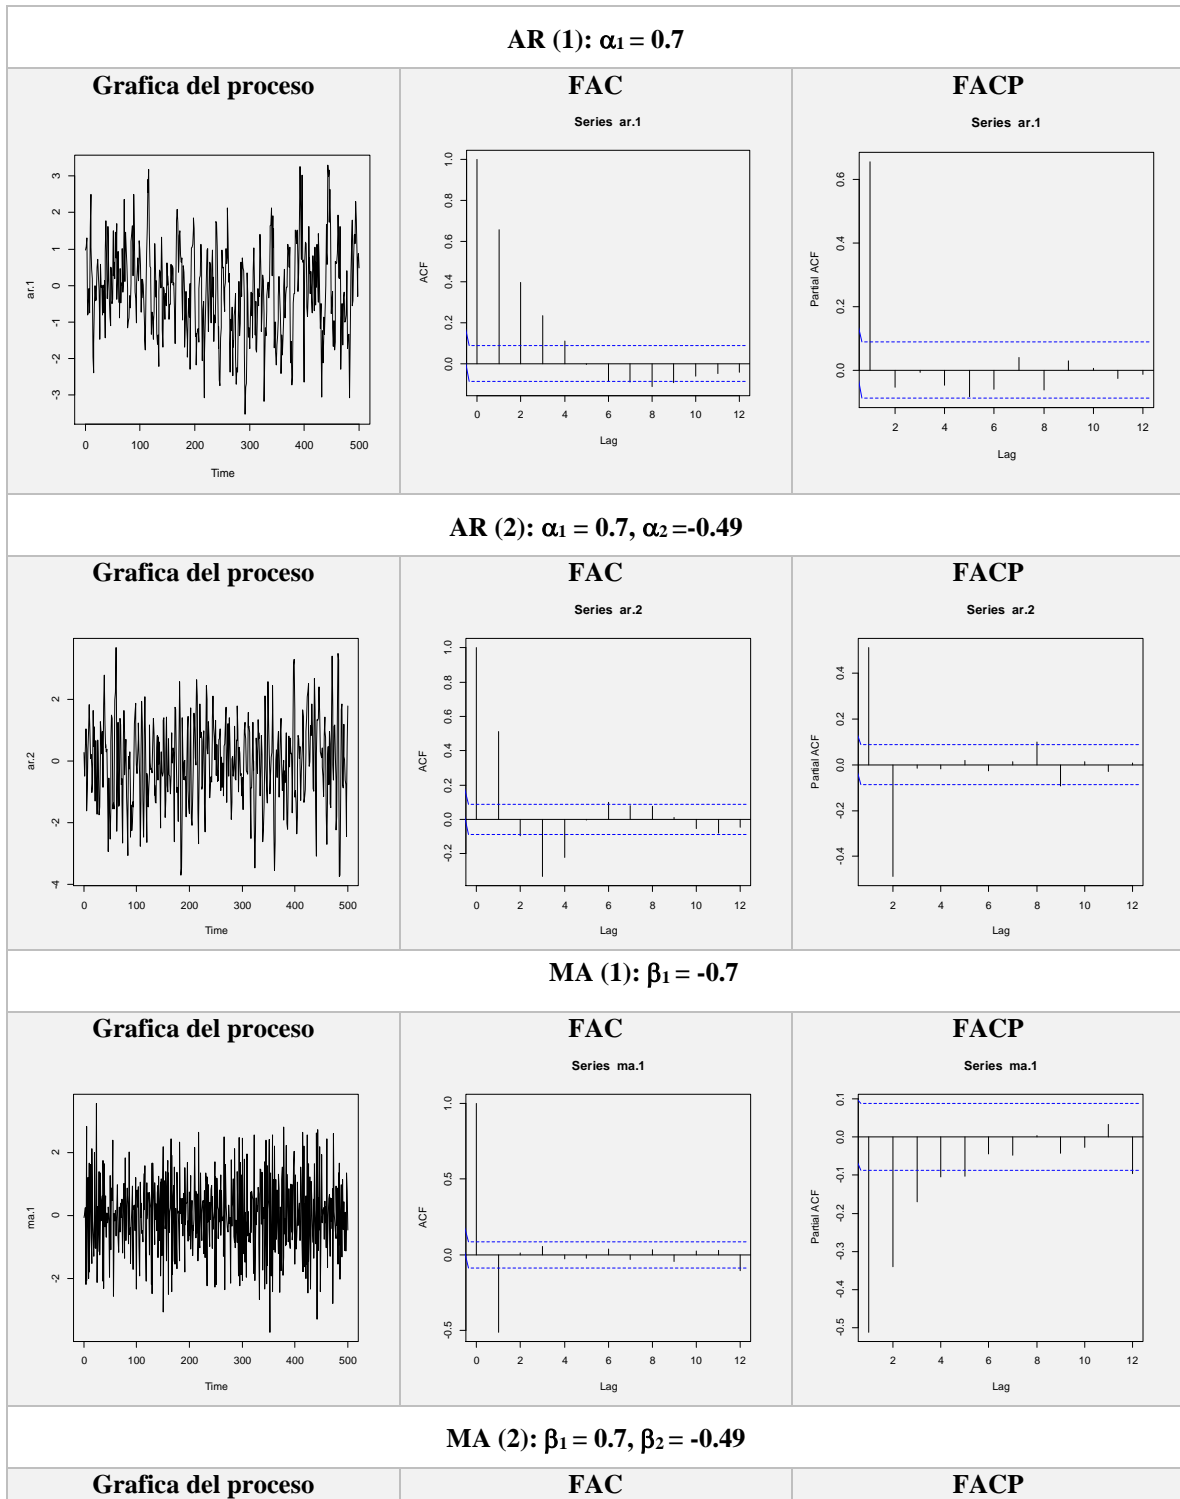 AR (1): α1 = 0.7
Grafica del proceso
FAC
FACP
Series ar.1
Series ar.1
ar.1
3
2
1
0
-1
-2
-3
0 100 200 300 400 500
Time
ACF
1.0
0.8
0.6
0.4
0.2
0.0
0 2 4 6 8 10 12
Lag
Partial ACF
0.6
0.4
0.2
0.0
2 4 6 8 10 12
Lag
AR (2): α1 = 0.7, α2 =-0.49
Grafica del proceso
FAC
FACP
Series ar.2
Series ar.2
ar.2
2
0
-2
-4
0 100 200 300 400 500
Time
ACF
1.0
0.8
0.6
0.4
0.2
0.0
-0.2
0 2 4 6 8 10 12
Lag
Partial ACF
0.4
0.2
0.0
-0.2
-0.4
2 4 6 8 10 12
Lag
MA (1): β1 = -0.7
Grafica del proceso
FAC
FACP
Series ma.1
Series ma.1
ma.1
2
0
-2
0 100 200 300 400 500
Time
ACF
1.0
0.5
0.0
-0.5
0 2 4 6 8 10 12
Lag
Partial ACF
0.1
0.0
-0.1
-0.2
-0.3
-0.4
-0.5
2 4 6 8 10 12
Lag
MA (2): β1 = 0.7, β2 = -0.49
Grafica del proceso
FAC
FACP